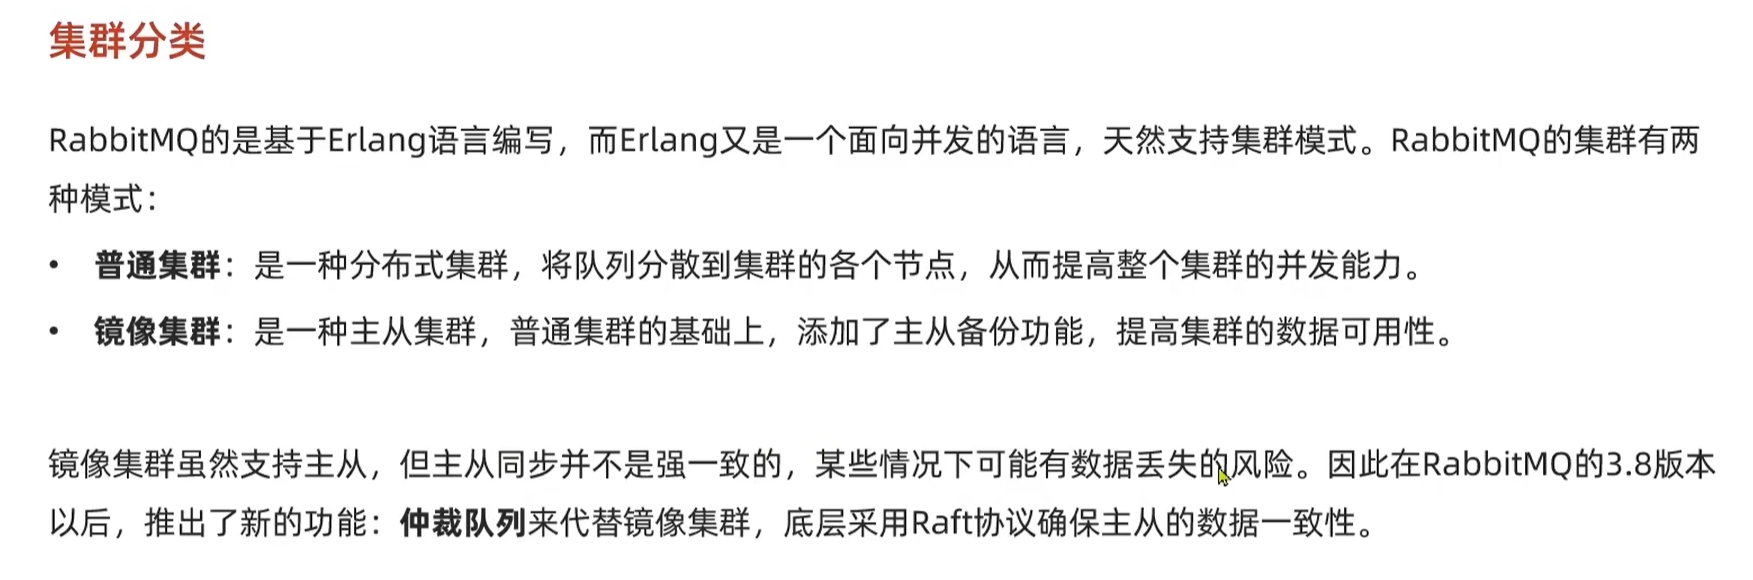 集群分类
RabbitMQ的是基于Erlang语言编写，而Erlang又是一个面向并发的语言，天然支持集群模式。RabbitMQ的集群有两
种模式：
• 普通集群：是一种分布式集群，将队列分散到集群的各个节点，从而提高整个集群的并发能力。
• 镜像集群：是一种主从集群，普通集群的基础上，添加了主从备份功能，提高集群的数据可用性。
镜像集群虽然支持主从，但主从同步并不是强一致的，某些情况下可能有数据丢失的风险。因此在RabbitMQ的3.8版本
以后，推出了新的功能：仲裁队列来代替镜像集群，底层采用Raft协议确保主从的数据一致性。